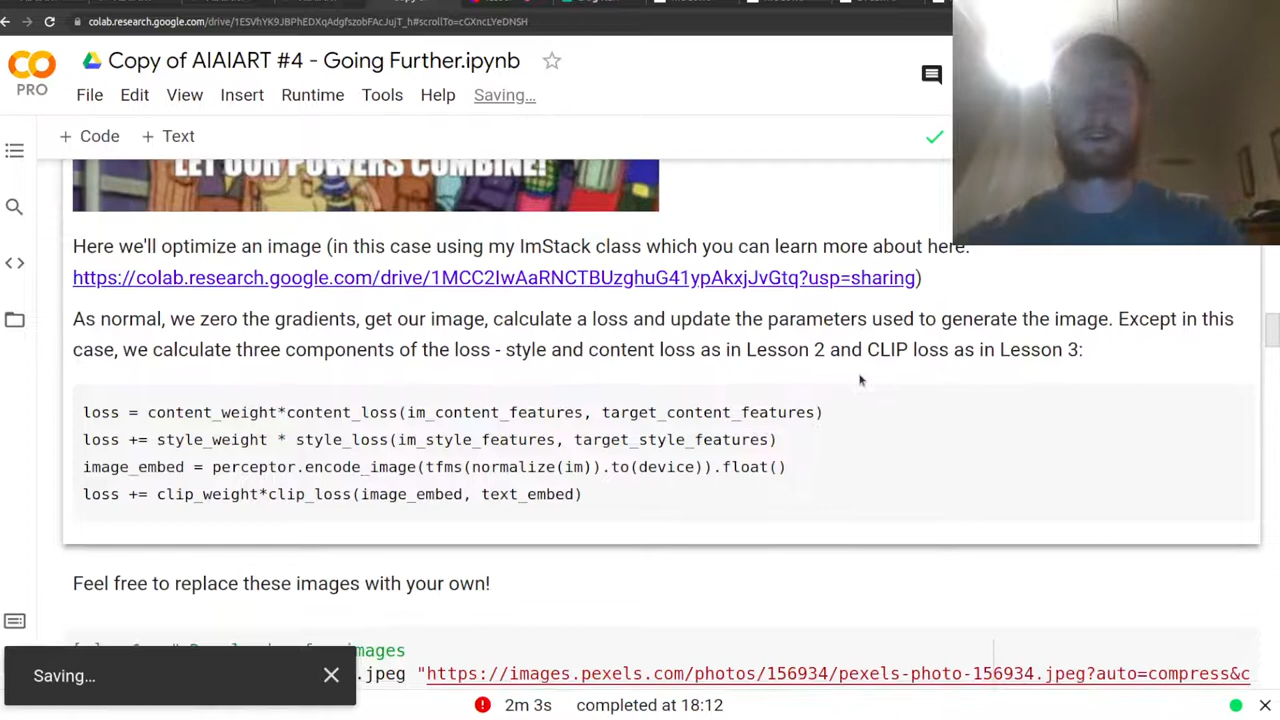 colab.research.google.com/drive/1ESVhYK9JBPhEDXqAdgfszobFAcJujT_h#scrollTo=cGXncLYeDNSH
CO
PRO
Copy of AIAIART #4 - Going Further.ipynb
File Edit View Insert Runtime Tools Help Saving...
+ Code + Text
LET OUR POWERS COMBINE!
Here we'll optimize an image (in this case using my ImStack class which you can learn more about here:
https://colab.research.google.com/drive/1MCC2IwAaRNCTBUzghuG41ypAkxjJvGtq?usp=sharing)
As normal, we zero the gradients, get our image, calculate a loss and update the parameters used to generate the image. Except in this
case, we calculate three components of the loss - style and content loss as in Lesson 2 and CLIP loss as in Lesson 3:
loss = content_weight*content_loss(im_content_features, target_content_features)
loss += style_weight * style_loss(im_style_features, target_style_features)
image_embed = perceptor.encode_image(tfms(normalize(im)).to(device)).float()
loss += clip_weight*clip_loss(image_embed, text_embed)
Feel free to replace these images with your own!
images
.jpeg "https://images.pexels.com/photos/156934/pexels-photo-156934.jpeg?auto=compress&c
Saving...
2m 3s completed at 18:12